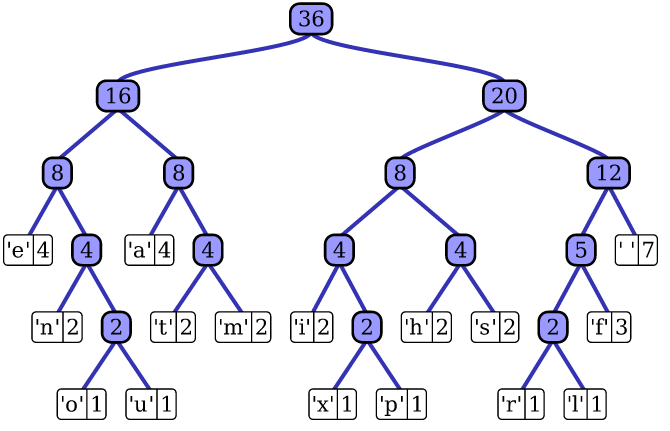 36
16 20
8 8 8 12
'e' 4 4 'a' 4 4 4 4 5 ' ' 7
'n' 2 2 't' 2 'm' 2 'i' 2 2 'h' 2 's' 2 2 'f' 3
'o' 1 'u' 1 'x' 1 'p' 1 'r' 1 'l' 1